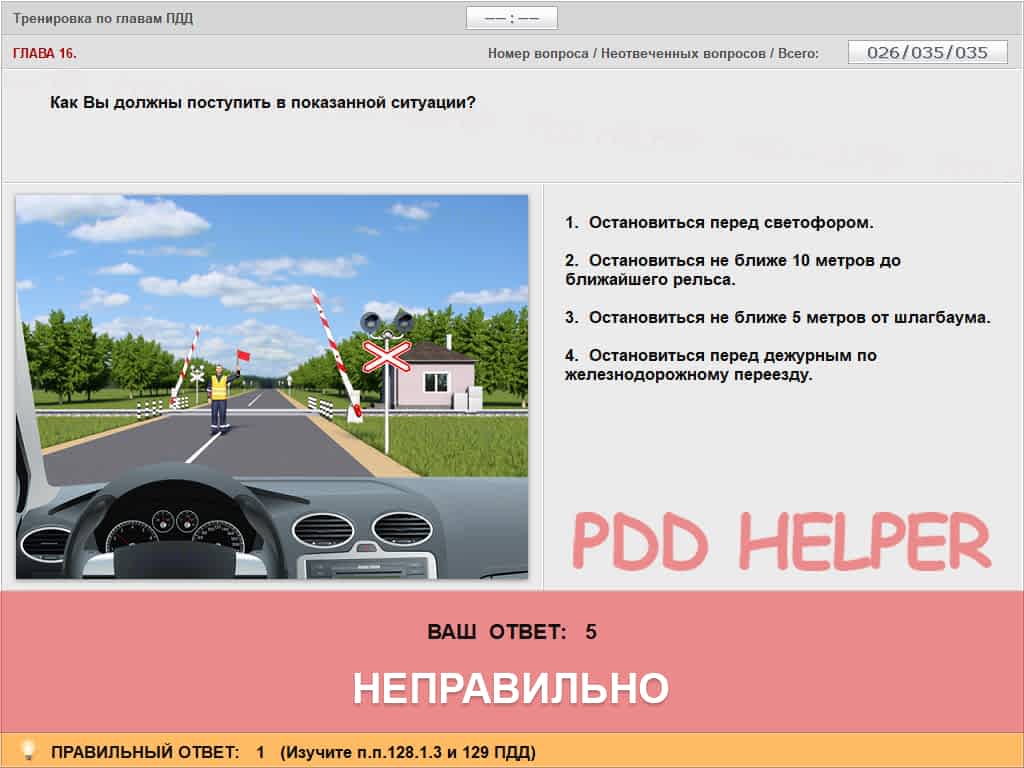 Тренировка по главам ПДД
—— : ——
ГЛАВА 16.
Номер вопроса / Неотвеченных вопросов / Всего:
026/035/035
Как Вы должны поступить в показанной ситуации?
1. Остановиться перед светофором.
2. Остановиться не ближе 10 метров до
ближайшего рельса.
3. Остановиться не ближе 5 метров от шлагбаума.
4. Остановиться перед дежурным по
железнодорожному переезду.
PDD HELPER
ВАШ ОТВЕТ: 5
НЕПРАВИЛЬНО
ПРАВИЛЬНЫЙ ОТВЕТ: 1 (Изучите п.п.128.1.3 и 129 ПДД)